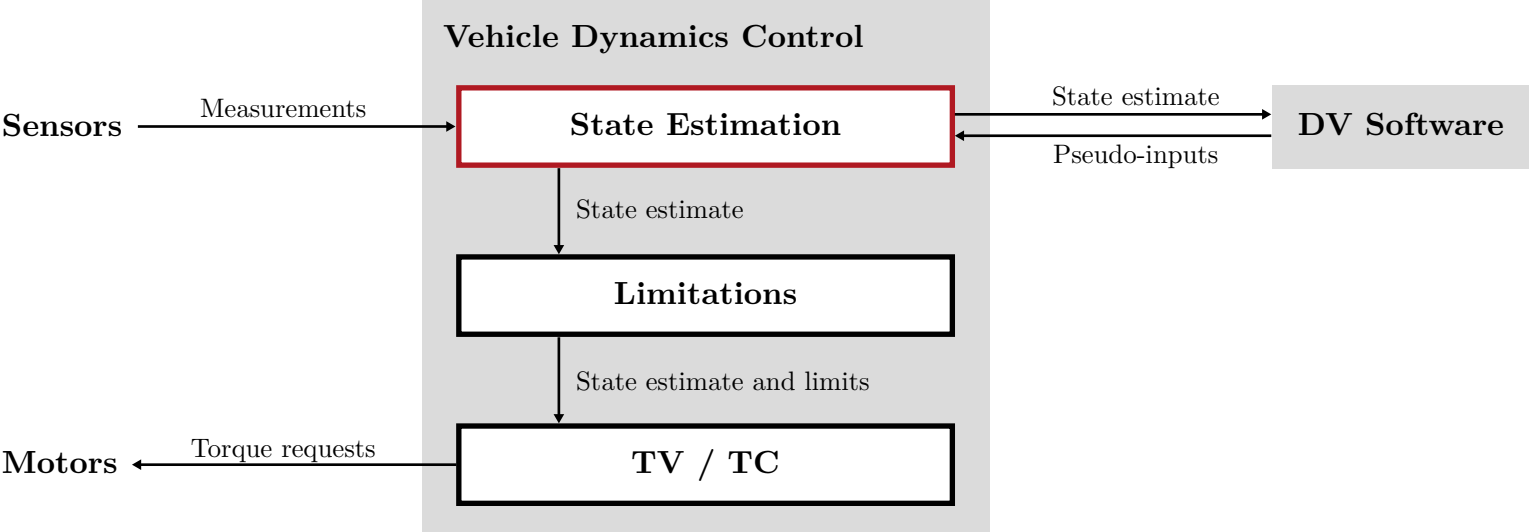 Vehicle Dynamics Control
Sensors
Measurements
State Estimation
State estimate
Pseudo-inputs
DV Software
State estimate
Limitations
State estimate and limits
Motors
Torque requests
TV / TC